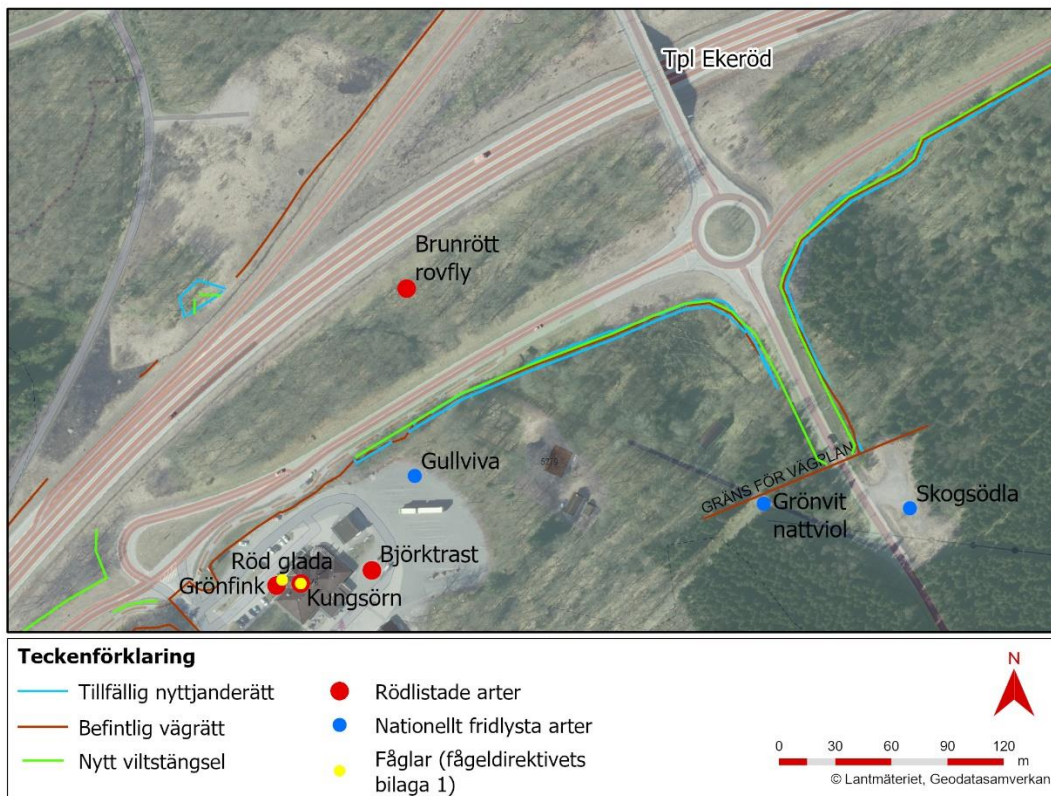 Tpl Ekeröd
Brunrött
rovfly
Gullviva
GRÄNS FÖR VÄGPLAN
Grönvit
nattviol
Skogsödla
Björktrast
Röd glada
Grönfink
Kungsörn
Teckenförklaring
Tillfällig nyttjanderätt
Befintlig vägrätt
Nytt viltstängsel
Rödlistade arter
Nationellt fridlysta arter
Fåglar (fågeldirektivets
bilaga 1)
N
0 30 60 90 120
m
© Lantmäteriet, Geodatasamverkan